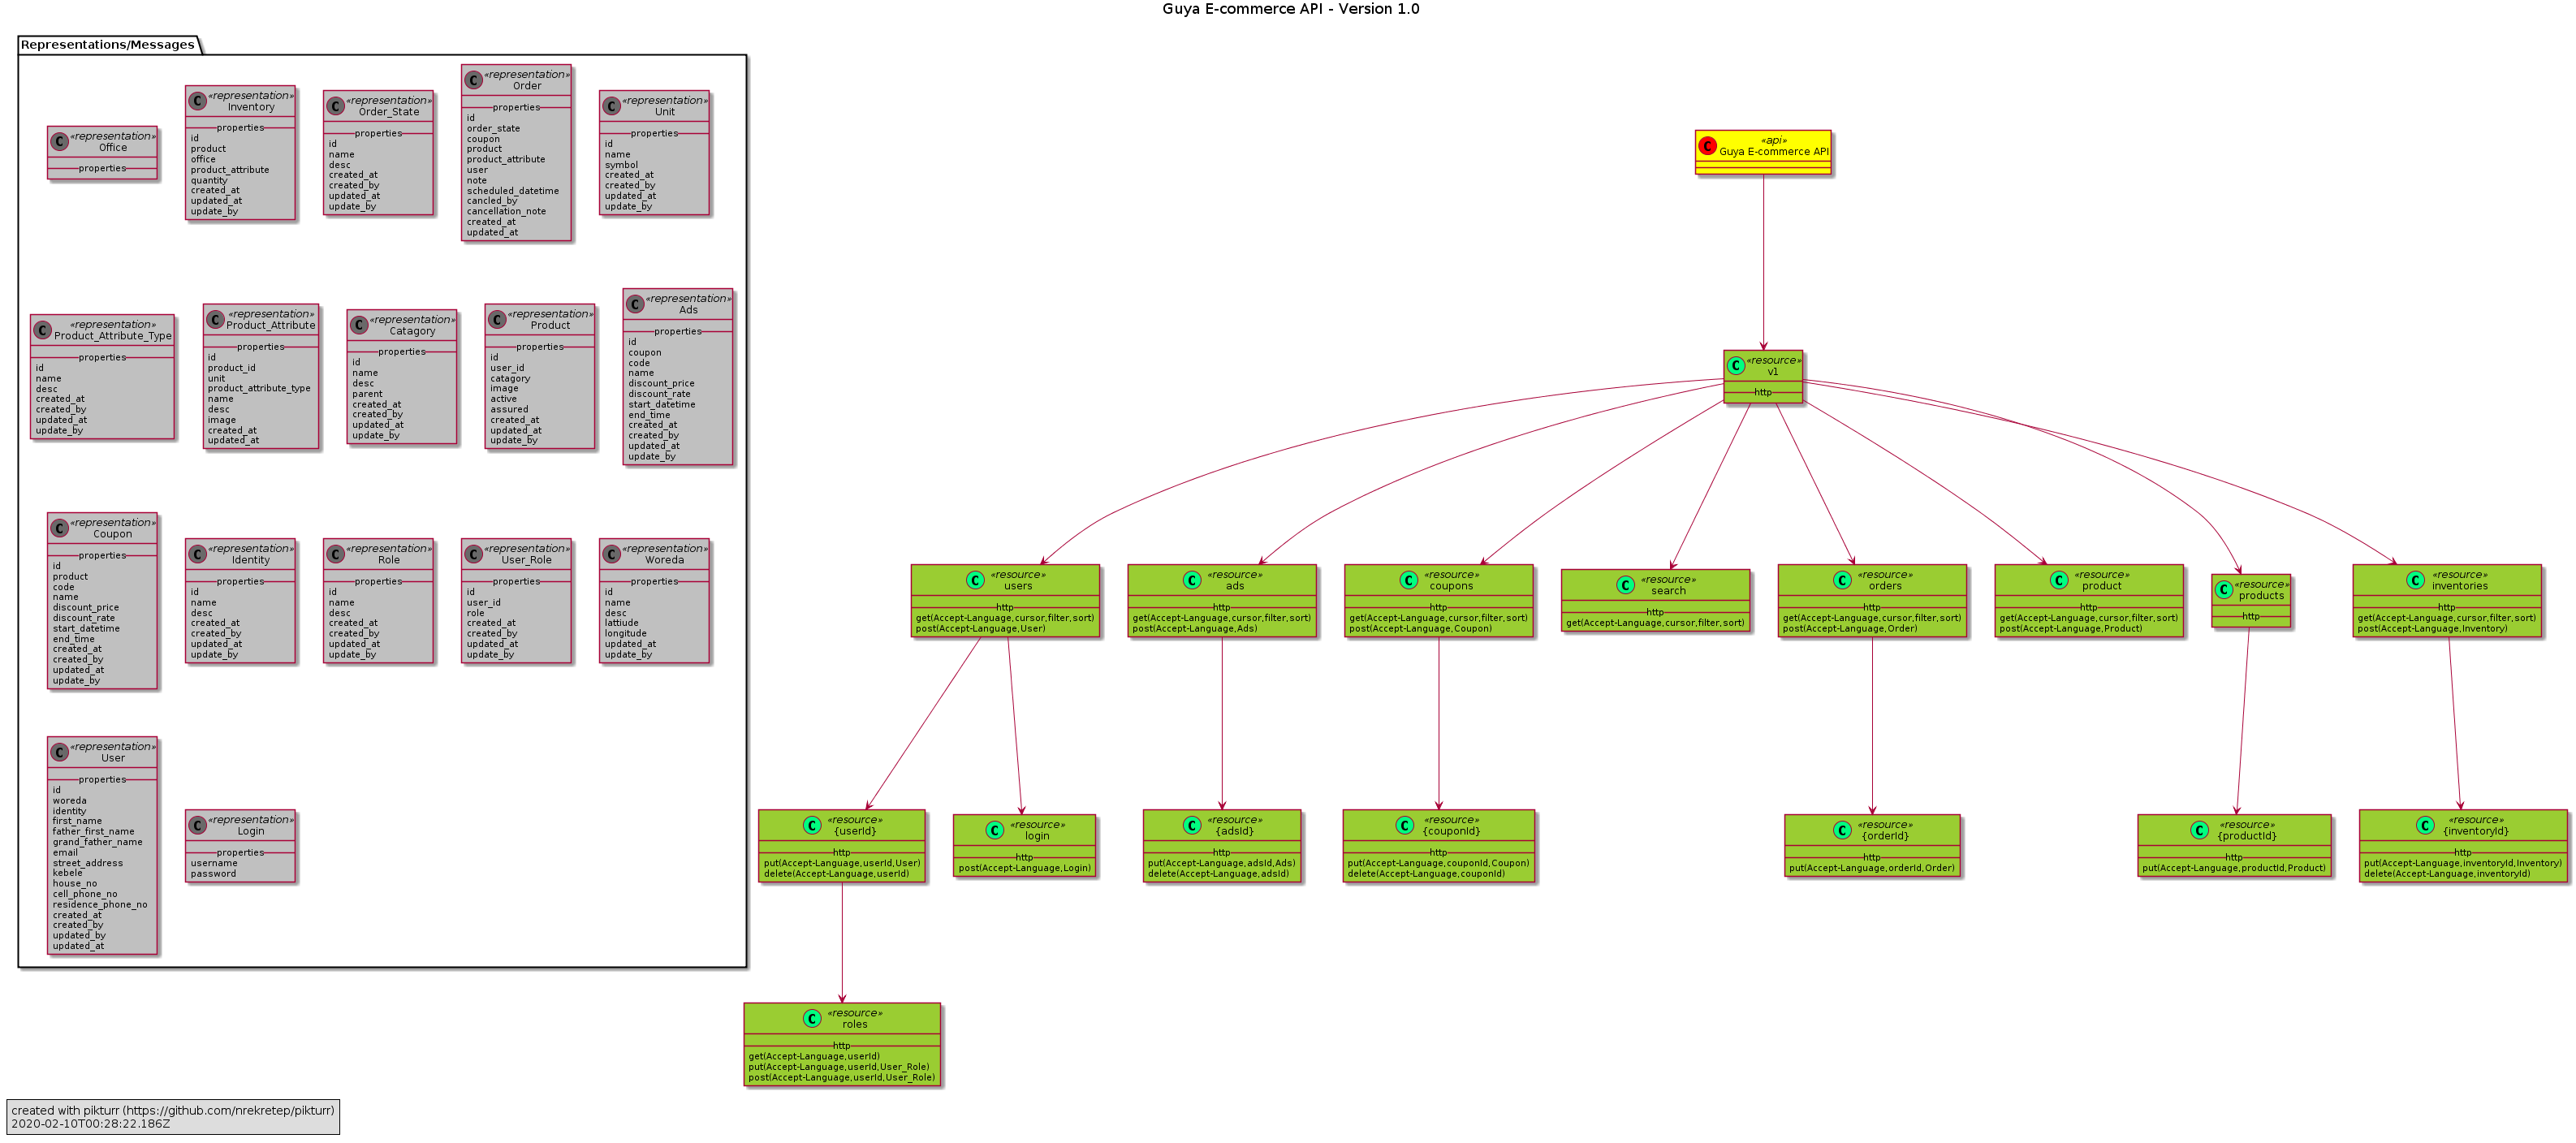 Guya E-commerce API - Version 1.0
Representations/Messages
«representation»
Office
properties
«representation»
Inventory
properties
id
product
office
product_attribute
quantity
created_at
updated_at
update_by
«representation»
Order_State
properties
id
name
desc
created_at
created_by
updated_at
update_by
«representation»
Order
properties
id
order_state
coupon
product
product_attribute
user
note
scheduled_datetime
cancled_by
cancellation_note
created_at
updated_at
«representation»
Unit
properties
id
name
symbol
created_at
created_by
updated_at
update_by
«representation»
Product_Attribute_Type
properties
id
name
desc
created_at
created_by
updated_at
update_by
«representation»
Product_Attribute
properties
id
product_id
unit
product_attribute_type
name
desc
image
created_at
updated_at
«representation»
Catagory
properties
id
name
desc
parent
created_at
created_by
updated_at
update_by
«representation»
Product
properties
id
user_id
catagory
image
active
assured
created_at
updated_at
update_by
«representation»
Ads
properties
id
coupon
code
name
discount_price
discount_rate
start_datetime
end_time
created_at
created_by
updated_at
update_by
«representation»
Coupon
properties
id
product
code
name
discount_price
discount_rate
start_datetime
end_time
created_at
created_by
updated_at
update_by
«representation»
Identity
properties
id
name
desc
created_at
created_by
updated_at
update_by
«representation»
Role
properties
id
name
desc
created_at
created_by
updated_at
update_by
«representation»
User_Role
properties
id
user_id
role
created_at
created_by
updated_at
update_by
«representation»
Woreda
properties
id
name
desc
lattiude
longitude
updated_at
update_by
«representation»
User
properties
id
woreda
identity
first_name
father_first_name
grand_father_name
email
street_address
kebele
house_no
cell_phone_no
residence_phone_no
created_at
created_by
updated_by
updated_at
«representation»
Login
properties
username
password
«api»
Guya E-commerce API
«resource»
v1
http
«resource»
users
http
get(Accept-Language,cursor,filter,sort)
post(Accept-Language,User)
«resource»
ads
http
get(Accept-Language,cursor,filter,sort)
post(Accept-Language,Ads)
«resource»
coupons
http
get(Accept-Language,cursor,filter,sort)
post(Accept-Language,Coupon)
«resource»
search
http
get(Accept-Language,cursor,filter,sort)
«resource»
orders
http
get(Accept-Language,cursor,filter,sort)
post(Accept-Language,Order)
«resource»
product
http
get(Accept-Language,cursor,filter,sort)
post(Accept-Language,Product)
«resource»
products
http
«resource»
inventories
http
get(Accept-Language,cursor,filter,sort)
post(Accept-Language,Inventory)
«resource»
{userId}
http
put(Accept-Language,userId,User)
delete(Accept-Language,userId)
«resource»
login
http
post(Accept-Language,Login)
«resource»
{adsId}
http
put(Accept-Language,adsId,Ads)
delete(Accept-Language,adsId)
«resource»
{couponId}
http
put(Accept-Language,couponId,Coupon)
delete(Accept-Language,couponId)
«resource»
{orderId}
http
put(Accept-Language,orderId,Order)
«resource»
{productId}
http
put(Accept-Language,productId,Product)
«resource»
{inventoryId}
http
put(Accept-Language,inventoryId,Inventory)
delete(Accept-Language,inventoryId)
«resource»
roles
http
get(Accept-Language,userId)
put(Accept-Language,userId,User_Role)
post(Accept-Language,userId,User_Role)
created with pikturr (https://github.com/nrekretep/pikturr)
2020-02-10T00:28:22.186Z